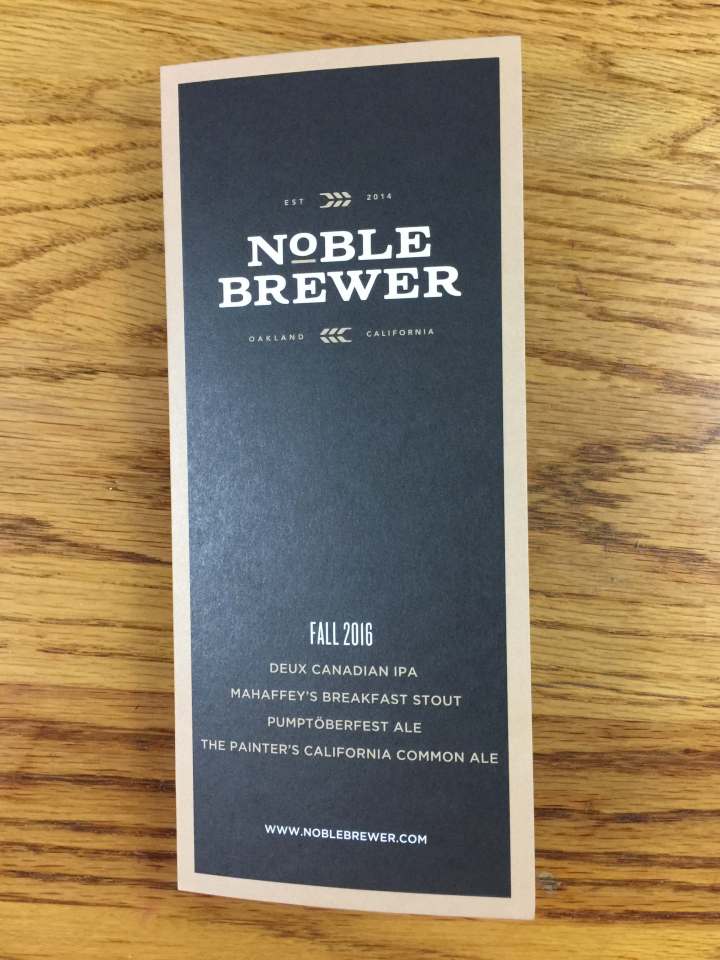 EST 2014
NOBLE
BREWER
OAKLAND CALIFORNIA
FALL 2016
DEUX CANADIAN IPA
MAHAFFEY'S BREAKFAST STOUT
PUMPTÖBERFEST ALE
THE PAINTER'S CALIFORNIA COMMON ALE
WWW.NOBLEBREWER.COM